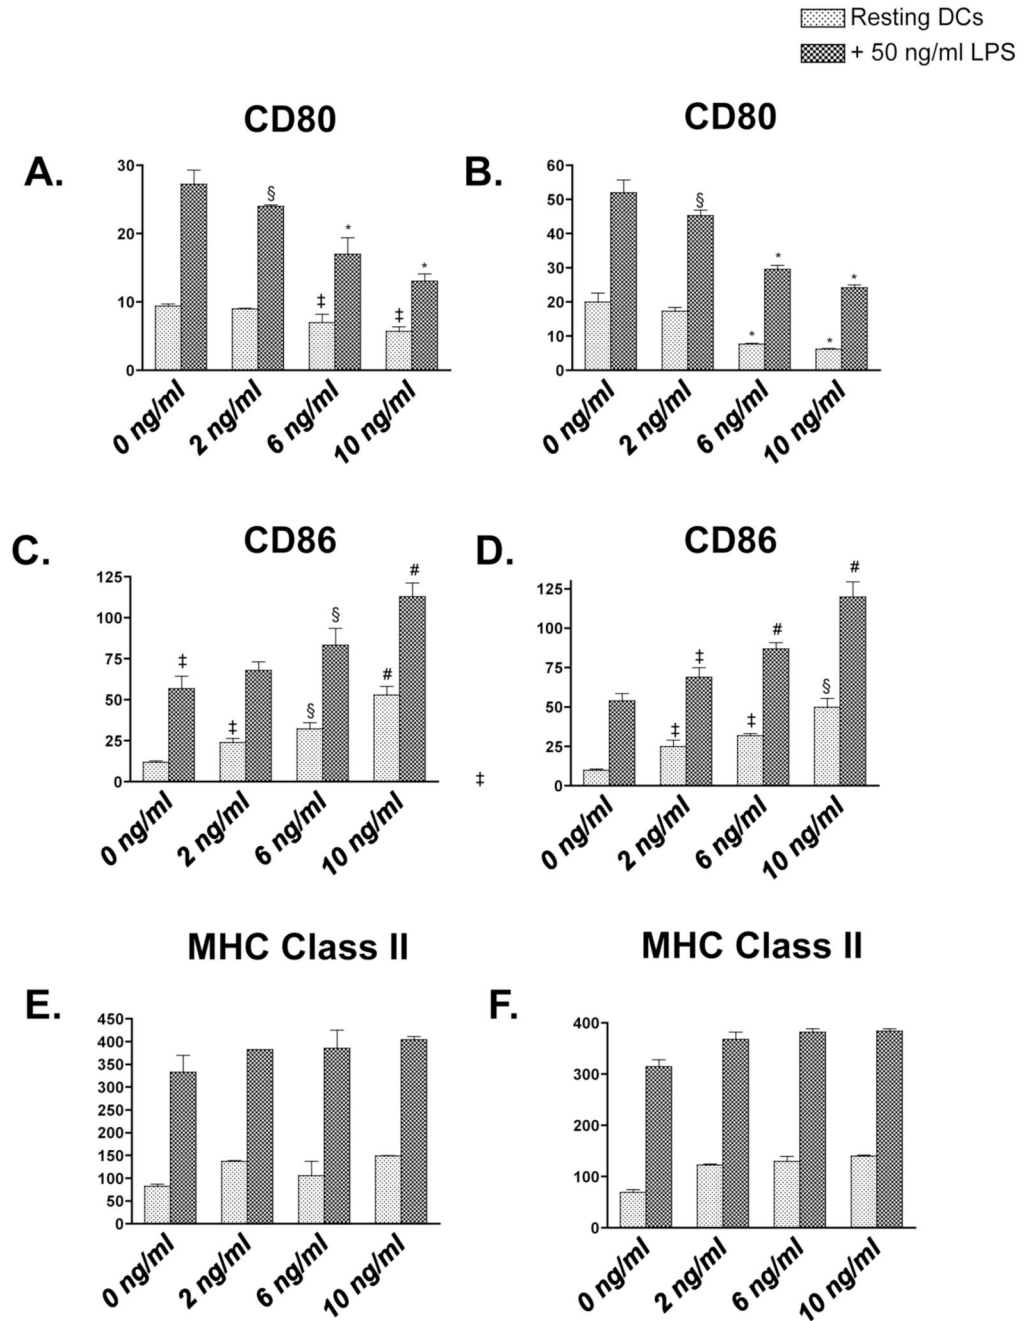 Resting DCs
+ 50 ng/ml LPS
CD80
A.
30
20
10
0
§
*
*
‡
‡
0 ng/ml
2 ng/ml
6 ng/ml
10 ng/ml
CD80
B.
60
50
40
30
20
10
0
§
*
*
*
*
0 ng/ml
2 ng/ml
6 ng/ml
10 ng/ml
CD86
C.
125
100
75
50
25
0
‡
‡
§
§
#
#
0 ng/ml
2 ng/ml
6 ng/ml
10 ng/ml
CD86
D.
125
100
75
50
25
0
‡
‡
‡
‡
#
§
#
0 ng/ml
2 ng/ml
6 ng/ml
10 ng/ml
MHC Class II
E.
450
400
350
300
250
200
150
100
50
0
0 ng/ml
2 ng/ml
6 ng/ml
10 ng/ml
MHC Class II
F.
400
300
200
100
0
0 ng/ml
2 ng/ml
6 ng/ml
10 ng/ml